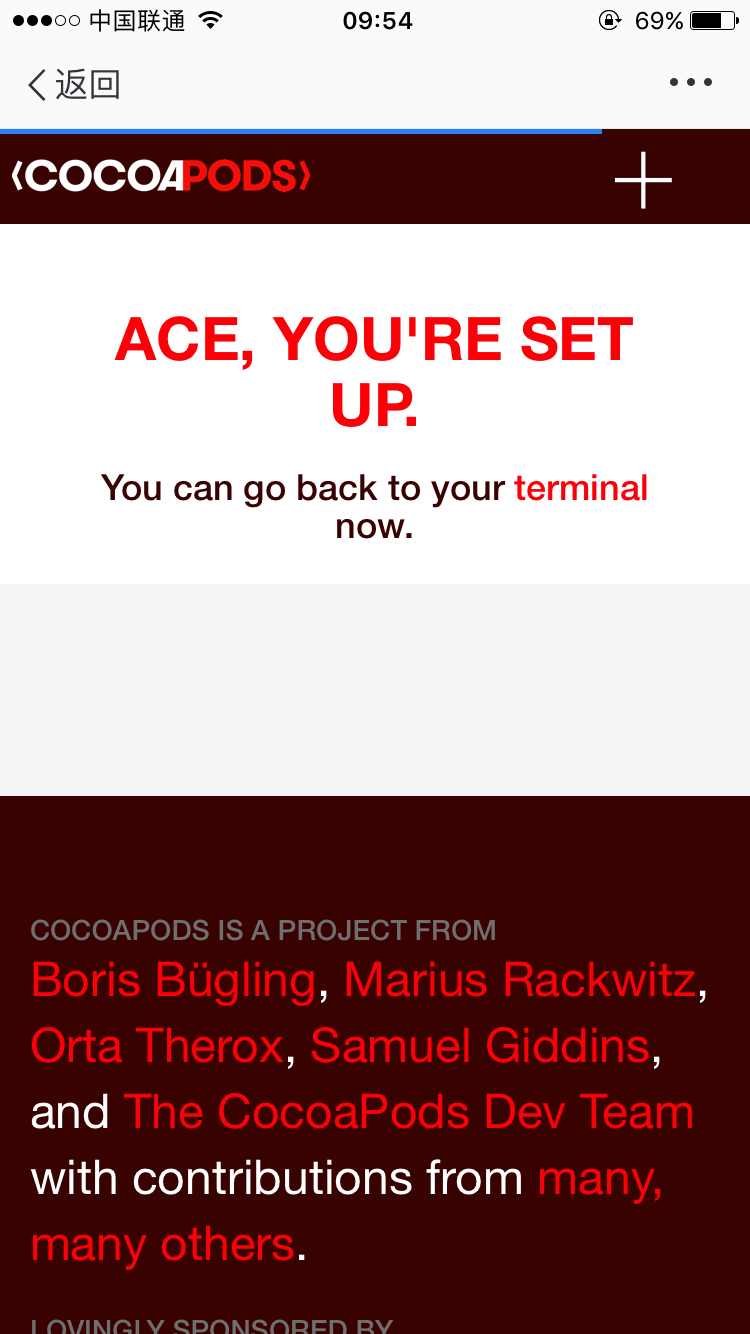 中国联通 09:54 69%
返回
COCOAPODS
ACE, YOU'RE SET
UP.
You can go back to your terminal
now.
COCOAPODS IS A PROJECT FROM
Boris Bügling, Marius Rackwitz,
Orta Therox, Samuel Giddins,
and The CocoaPods Dev Team
with contributions from many,
many others.
LOVINGLY SPONSORED BY